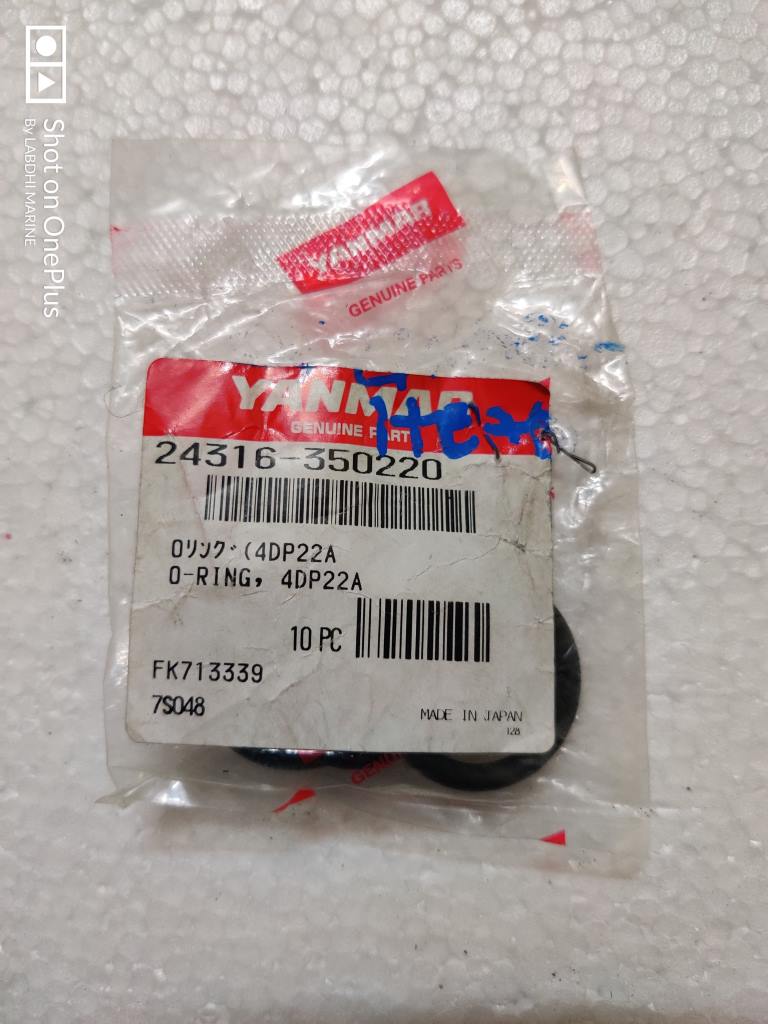 Shot on OnePlus
By LABDHI MARINE
YANMAR
GENUINE PARTS
YANMAR
GENUINE PART
24316-350220
Oリング(4DP22A
O-RING, 4DP22A
10 PC
FK713339
7S048
MADE IN JAPAN
128